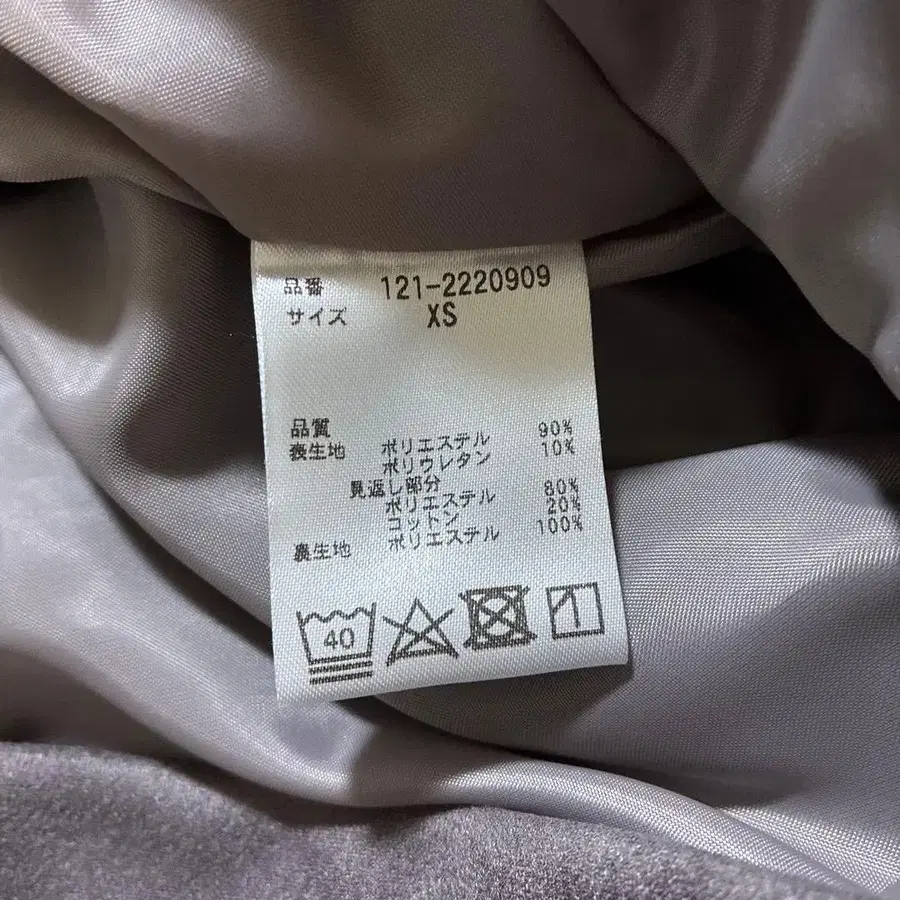 品番 121-2220909
サイズ XS
品質
表生地 ポリエステル 90%
ポリウレタン 10%
見返し部分
ポリエステル 80%
コットン 20%
裏生地 ポリエステル 100%
40